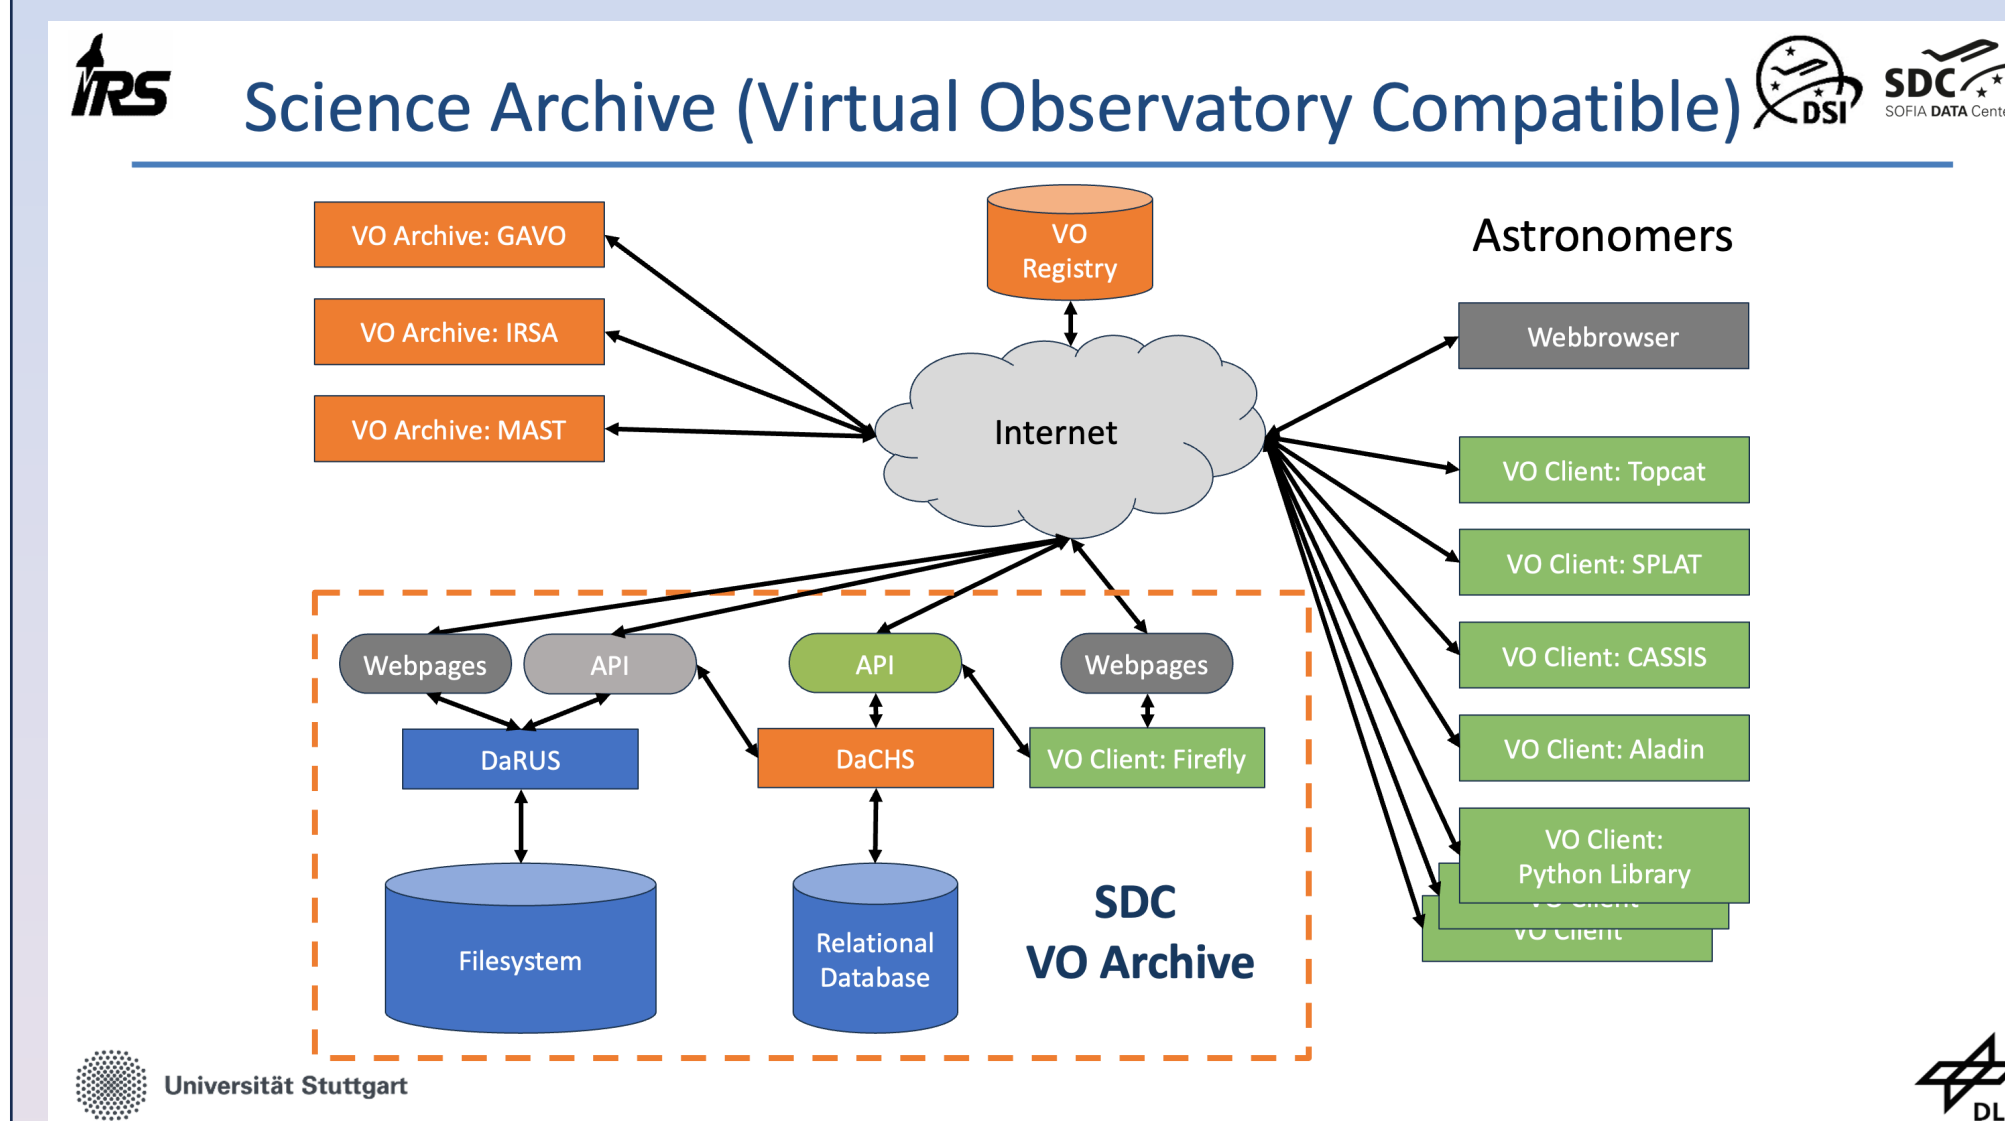 IRS
Science Archive (Virtual Observatory Compatible)
DSI
SDC
SOFIA DATA Cente
VO Archive: GAVO
VO Archive: IRSA
VO Archive: MAST
VO
Registry
Internet
Astronomers
Webbrowser
VO Client: Topcat
VO Client: SPLAT
VO Client: CASSIS
VO Client: Aladin
VO Client:
Python Library
VO Client
VO Client
Webpages
API
API
Webpages
DaRUS
DaCHS
VO Client: Firefly
Filesystem
Relational
Database
SDC
VO Archive
Universität Stuttgart
DL